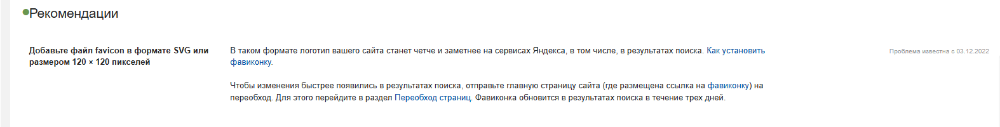 Рекомендации
Добавьте файл favicon в формате SVG или
размером 120 × 120 пикселей
В таком формате логотип вашего сайта станет четче и заметнее на сервисах Яндекса, в том числе, в результатах поиска. Как установить
фавиконку.
Чтобы изменения быстрее появились в результатах поиска, отправьте главную страницу сайта (где размещена ссылка на фавиконку) на
переобход. Для этого перейдите в раздел Переобход страниц. Фавиконка обновится в результатах поиска в течение трех дней.
Проблема известна с 03.12.2022